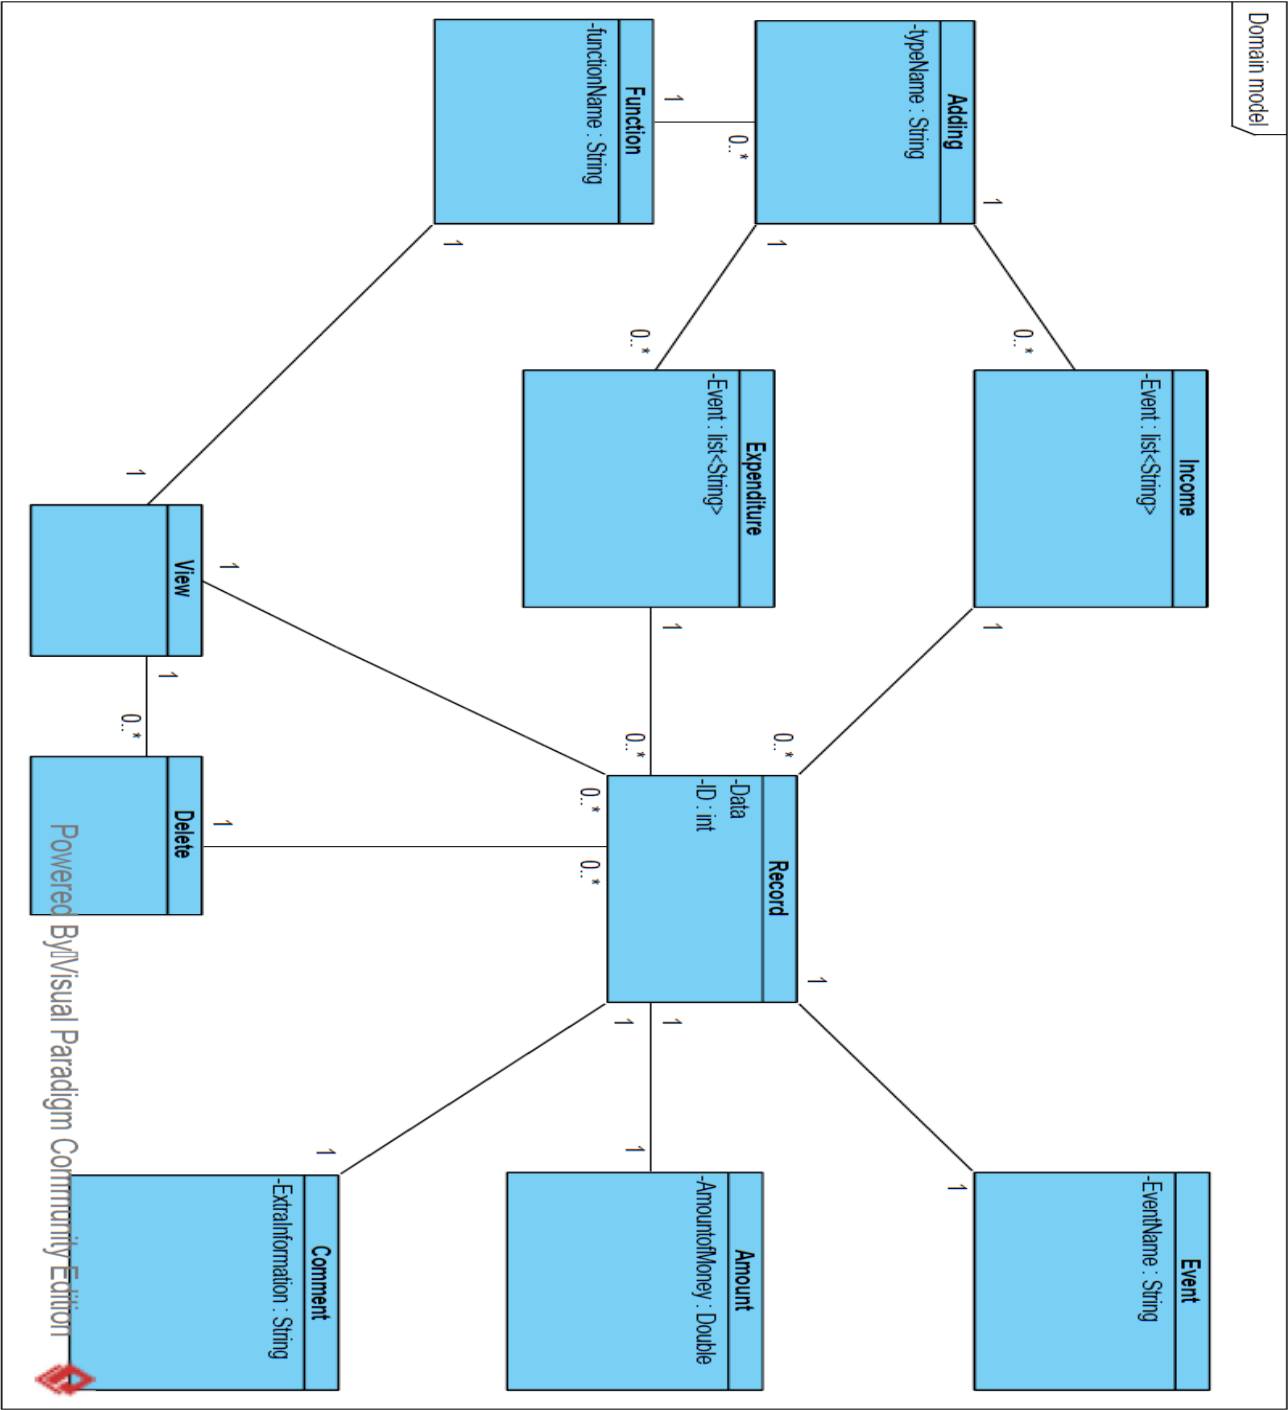 Domain model
Income
-Event : list<String>
Event
-EventName : String
0..*
1
1
1
Adding
-typeName : String
1
0..*
1
Record
-Data
-ID : int
Expenditure
-Event : list<String>
Amount
-AmountofMoney : Double
0..*
1
1
1
0..*
0..*
1
1
Function
-functionName : String
0..*
0..*
1
Comment
-ExtraInformation : String
1
1
1
View
Delete
1
1
0..*
Powered By Visual Paradigm Community Edition